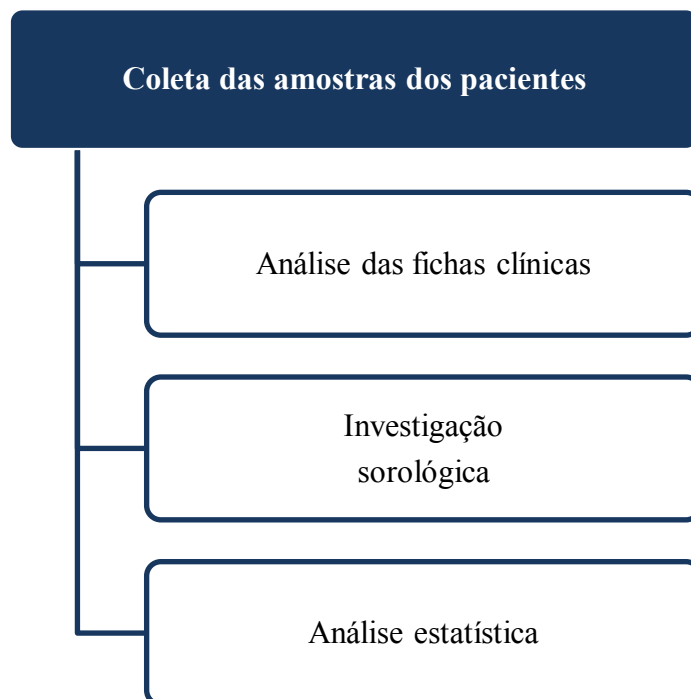 Coleta das amostras dos pacientes
Análise das fichas clínicas
Investigação
sorológica
Análise estatística